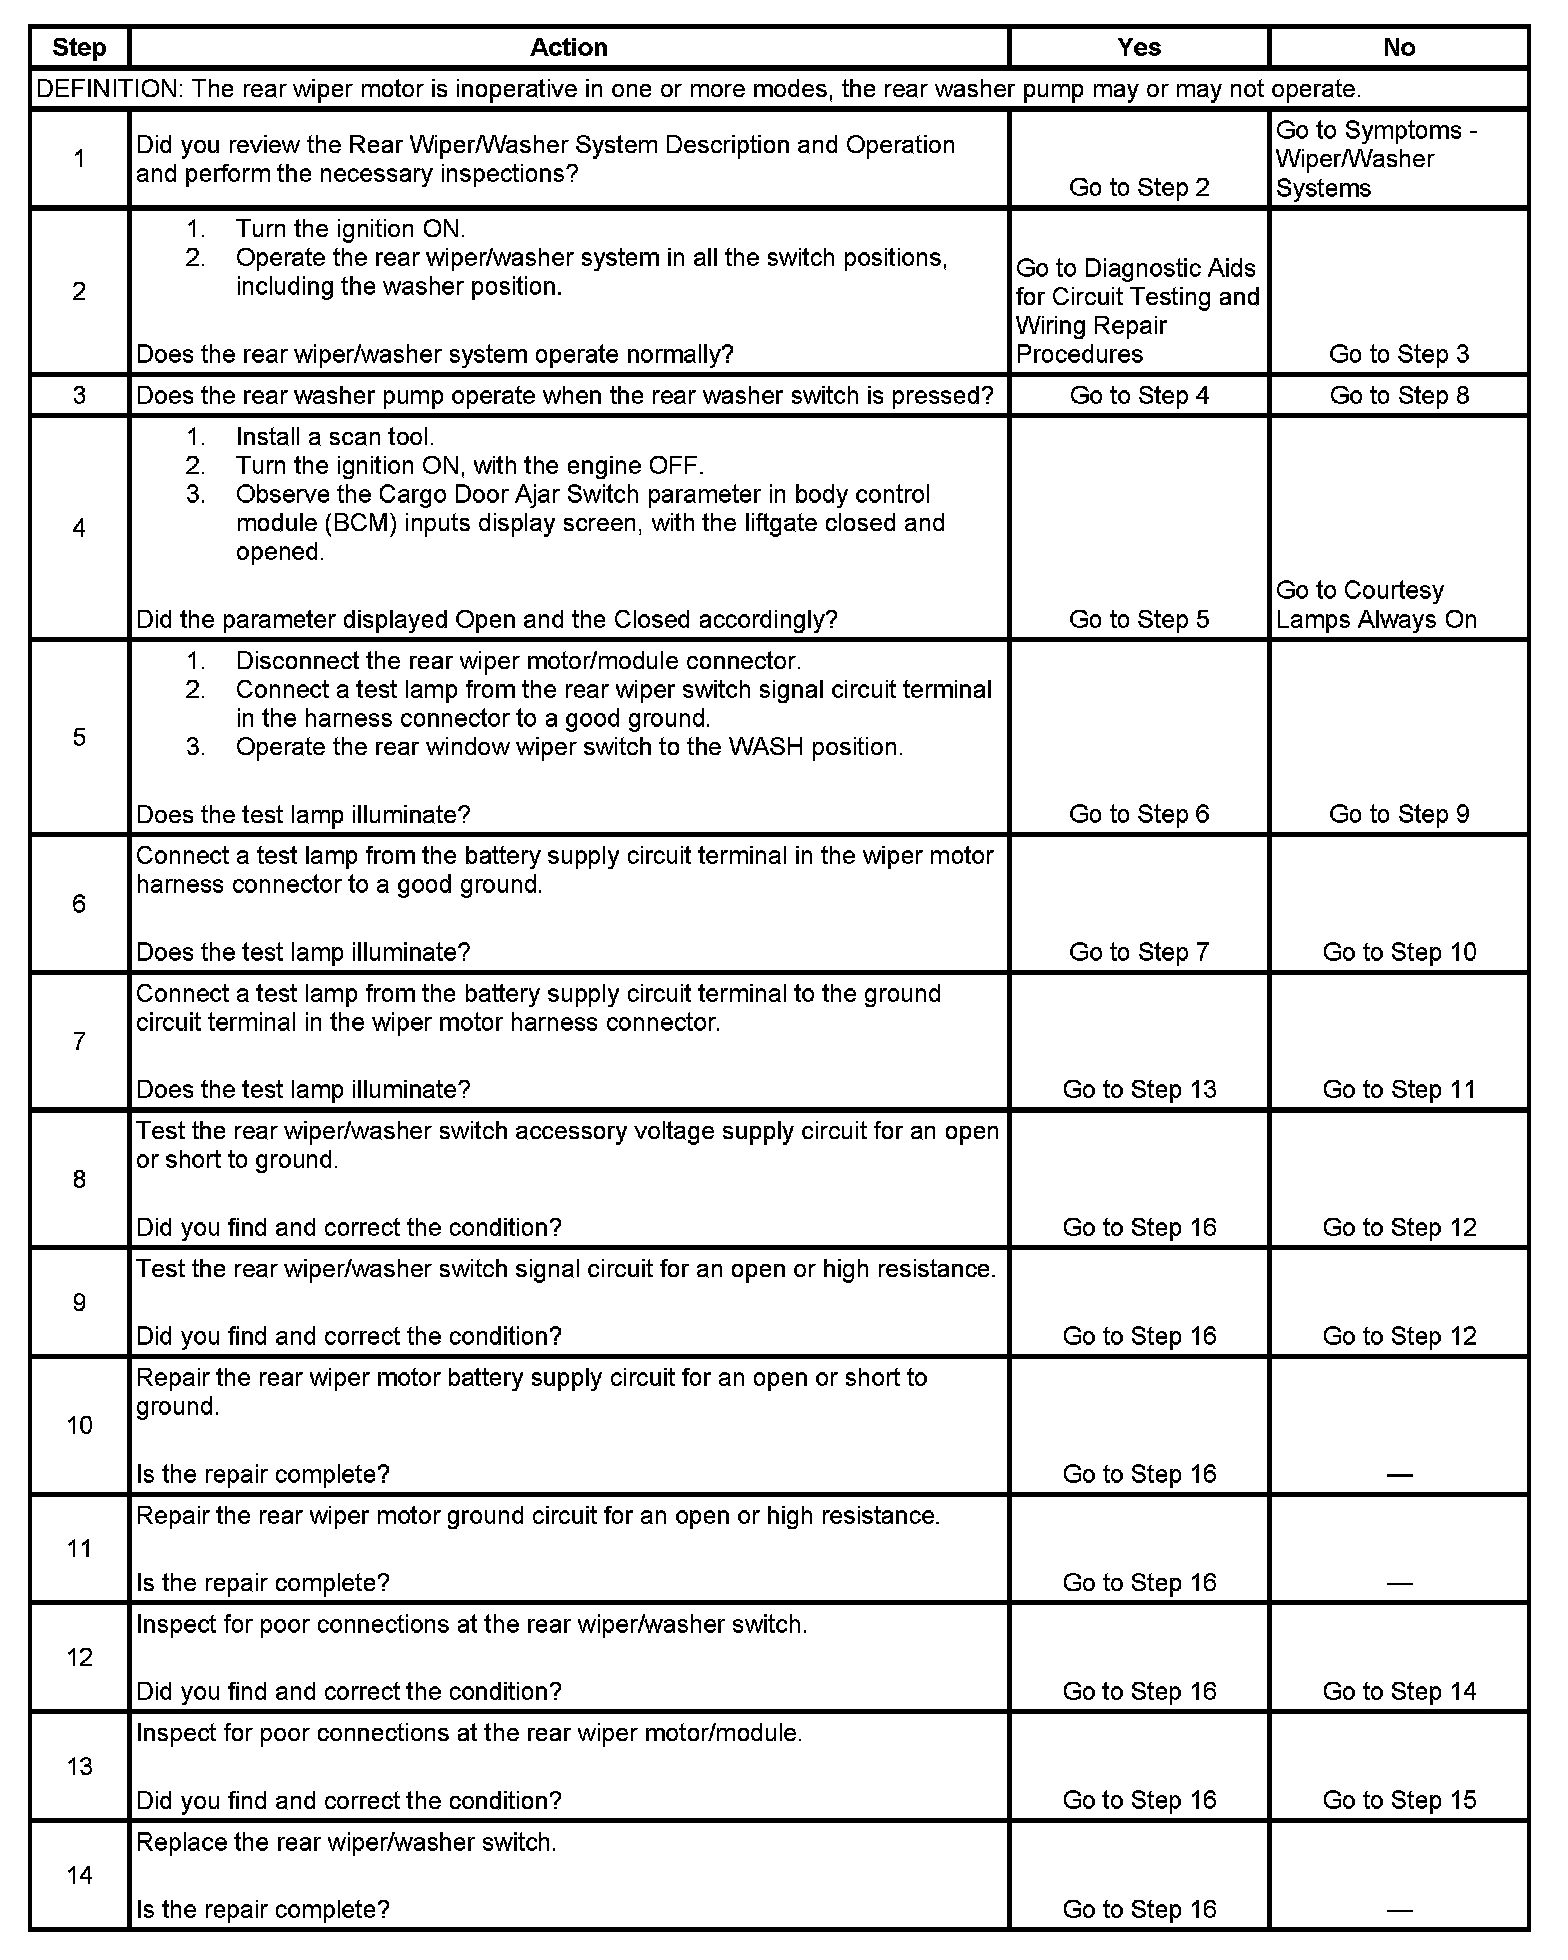 Step Action Yes No
DEFINITION: The rear wiper motor is inoperative in one or more modes, the rear washer pump may or may not operate.
1
Did you review the Rear Wiper/Washer System Description and Operation
and perform the necessary inspections?
Go to Step 2
Go to Symptoms -
Wiper/Washer
Systems
2
1. Turn the ignition ON.
2. Operate the rear wiper/washer system in all the switch positions,
including the washer position.
Does the rear wiper/washer system operate normally?
Go to Diagnostic Aids
for Circuit Testing and
Wiring Repair
Procedures
Go to Step 3
3
Does the rear washer pump operate when the rear washer switch is pressed?
Go to Step 4
Go to Step 8
4
1. Install a scan tool.
2. Turn the ignition ON, with the engine OFF.
3. Observe the Cargo Door Ajar Switch parameter in body control
module (BCM) inputs display screen, with the liftgate closed and
opened.
Did the parameter displayed Open and the Closed accordingly?
Go to Step 5
Go to Courtesy
Lamps Always On
5
1. Disconnect the rear wiper motor/module connector.
2. Connect a test lamp from the rear wiper switch signal circuit terminal
in the harness connector to a good ground.
3. Operate the rear window wiper switch to the WASH position.
Does the test lamp illuminate?
Go to Step 6
Go to Step 9
6
Connect a test lamp from the battery supply circuit terminal in the wiper motor
harness connector to a good ground.
Does the test lamp illuminate?
Go to Step 7
Go to Step 10
7
Connect a test lamp from the battery supply circuit terminal to the ground
circuit terminal in the wiper motor harness connector.
Does the test lamp illuminate?
Go to Step 13
Go to Step 11
8
Test the rear wiper/washer switch accessory voltage supply circuit for an open
or short to ground.
Did you find and correct the condition?
Go to Step 16
Go to Step 12
9
Test the rear wiper/washer switch signal circuit for an open or high resistance.
Did you find and correct the condition?
Go to Step 16
Go to Step 12
10
Repair the rear wiper motor battery supply circuit for an open or short to
ground.
Is the repair complete?
Go to Step 16
—
11
Repair the rear wiper motor ground circuit for an open or high resistance.
Is the repair complete?
Go to Step 16
—
12
Inspect for poor connections at the rear wiper/washer switch.
Did you find and correct the condition?
Go to Step 16
Go to Step 14
13
Inspect for poor connections at the rear wiper motor/module.
Did you find and correct the condition?
Go to Step 16
Go to Step 15
14
Replace the rear wiper/washer switch.
Is the repair complete?
Go to Step 16
—